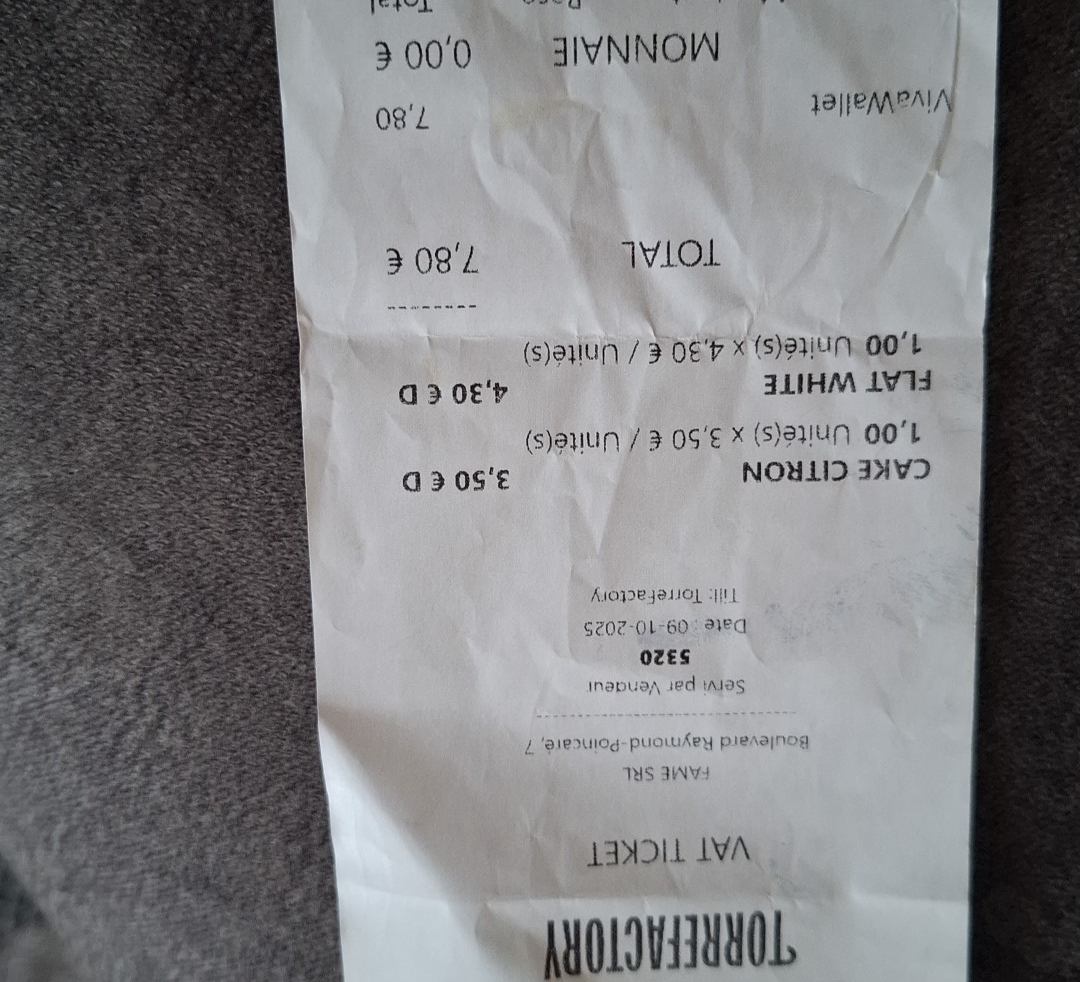 TORREFACTORY
VAT TICKET
FAME SRL
Boulevard Raymond-Poincaré, 7
Servi par Vendeur
5320
Date : 09-10-2025
Till: Torrefactory
CAKE CITRON 3,50 € D
1,00 Unité(s) x 3,50 € / Unité(s)
FLAT WHITE 4,30 € D
1,00 Unité(s) x 4,30 € / Unité(s)
TOTAL 7,80 €
VivaWallet 7,80
MONNAIE 0,00 €
Total